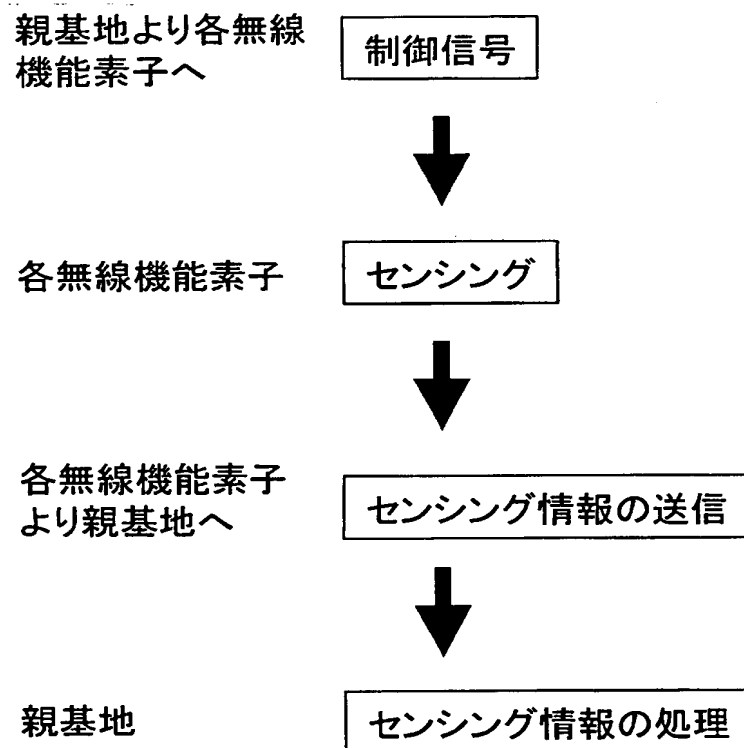 親基地より各無線
機能素子へ
制御信号
各無線機能素子
センシング
各無線機能素子
より親基地へ
センシング情報の送信
親基地
センシング情報の処理